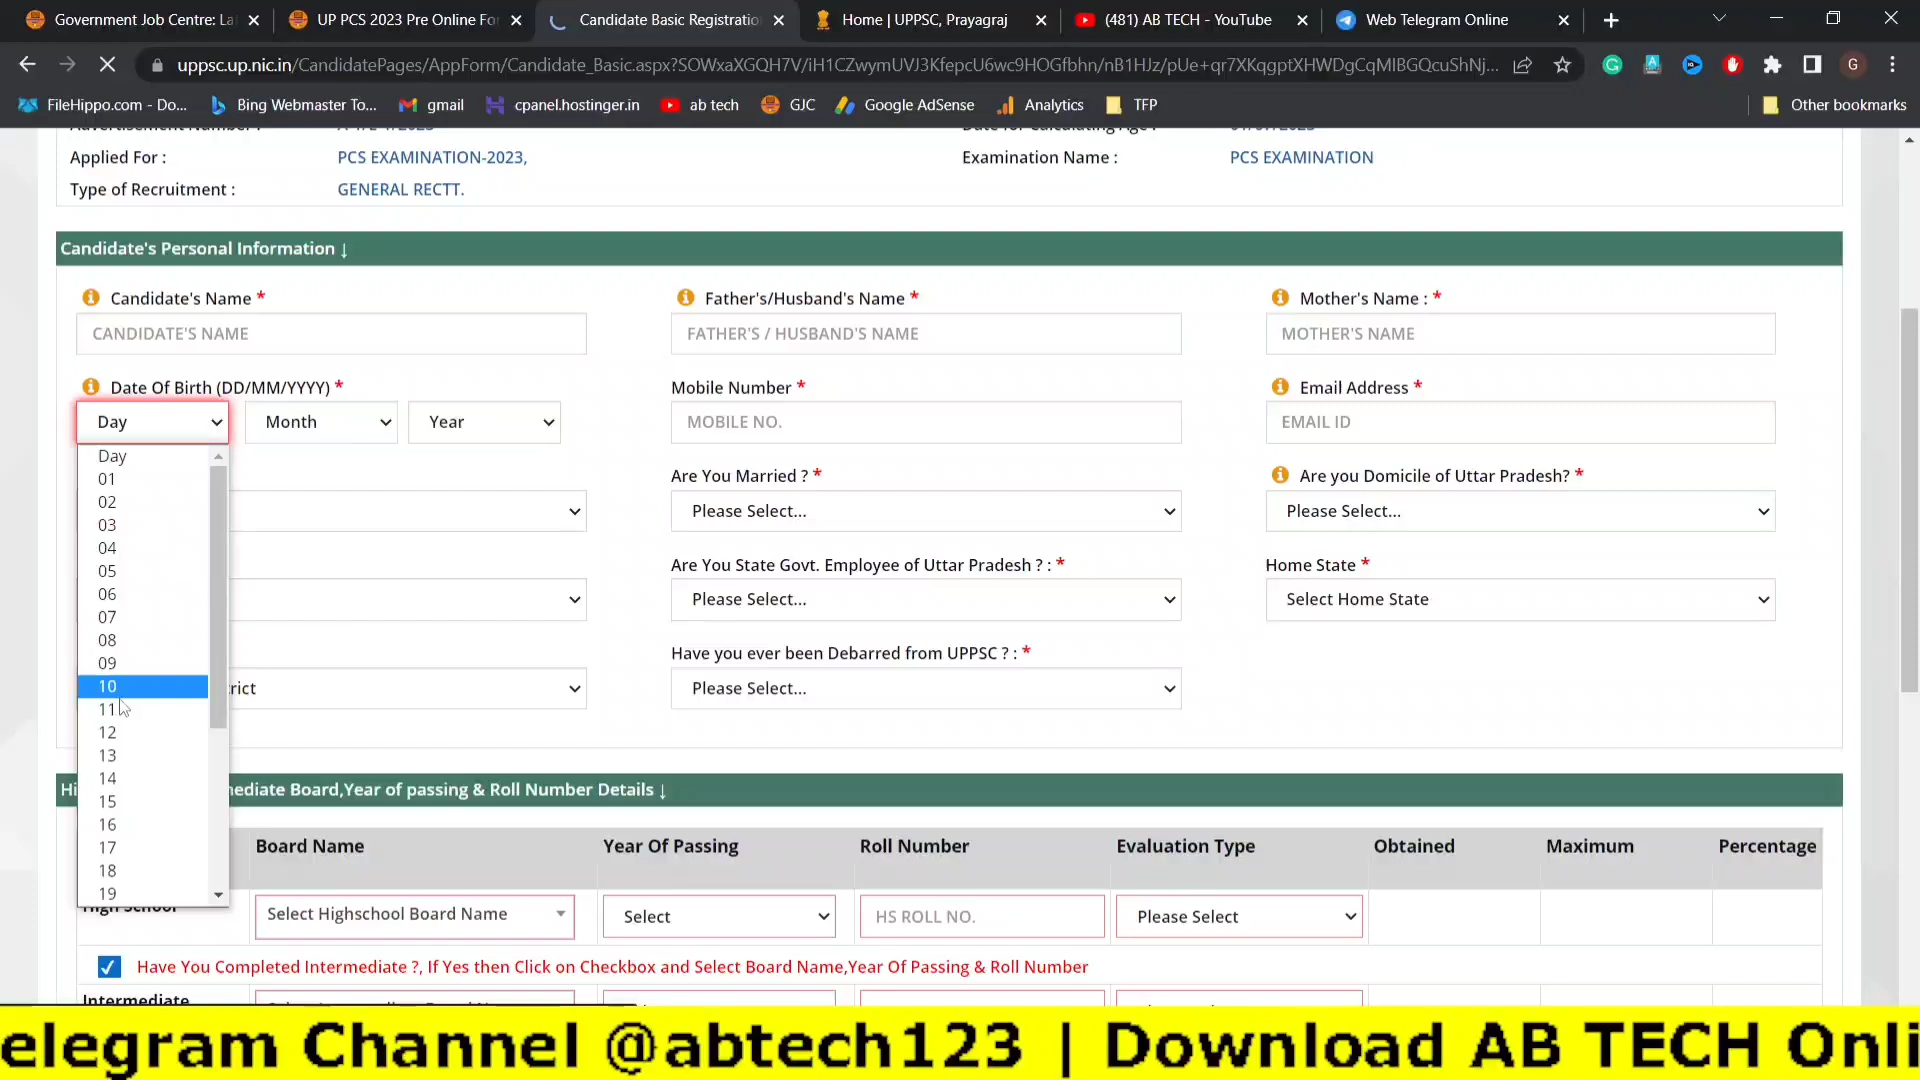 Government Job Centre: La
UP PCS 2023 Pre Online Fo
Candidate Basic Registratio
Home | UPPSC, Prayagraj
(481) AB TECH - YouTube
Web Telegram Online
uppsc.up.nic.in/CandidatePages/AppForm/Candidate_Basic.aspx?SOWxaXGQH7V/iH1CZwymUVJ3KfepcU6wc9HOGfbhn/nB1HJz/pUe+qr7XKqgptXHWDgCqMIBGQcuShNj...
G
FileHippo.com - Do...
Bing Webmaster To...
gmail
cpanel.hostinger.in
ab tech
GJC
Google AdSense
Analytics
TFP
Other bookmarks
Applied For :
PCS EXAMINATION-2023,
Examination Name :
PCS EXAMINATION
Type of Recruitment :
GENERAL RECTT.
Candidate's Personal Information ↓
Candidate's Name *
Father's/Husband's Name *
Mother's Name : *
CANDIDATE'S NAME
FATHER'S / HUSBAND'S NAME
MOTHER'S NAME
Date Of Birth (DD/MM/YYYY) *
Mobile Number *
Email Address *
Day
Month
Year
MOBILE NO.
EMAIL ID
Day
01
02
03
04
05
06
07
08
09
10
11
12
13
14
15
16
17
18
19
Are You Married ? *
Are you Domicile of Uttar Pradesh? *
Please Select...
Please Select...
Are You State Govt. Employee of Uttar Pradesh ? : *
Home State *
Please Select...
Select Home State
Have you ever been Debarred from UPPSC ? : *
rict
Please Select...
Hi
ediate Board,Year of passing & Roll Number Details ↓
Board Name
Year Of Passing
Roll Number
Evaluation Type
Obtained
Maximum
Percentage
High School
Select Highschool Board Name
Select
HS ROLL NO.
Please Select
Have You Completed Intermediate ?, If Yes then Click on Checkbox and Select Board Name,Year Of Passing & Roll Number
Intermediate
elegram Channel @abtech123 | Download AB TECH Onli